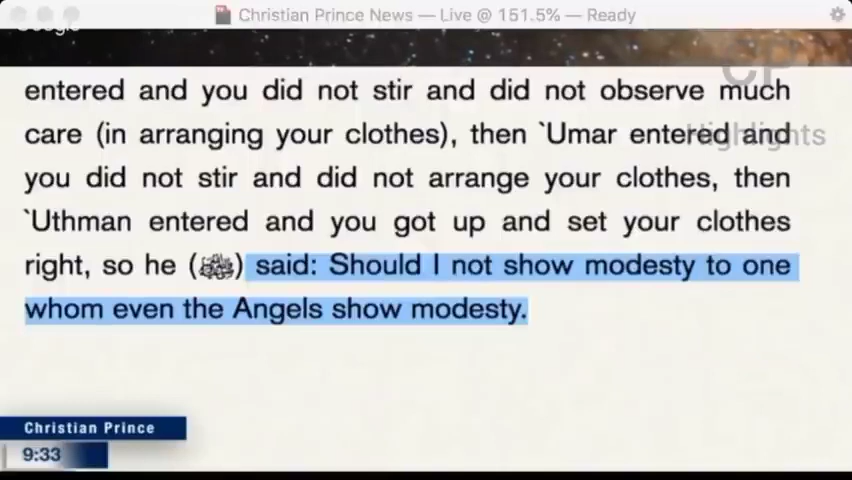 Christian Prince News — Live @ 151.5% — Ready
Google
CP
entered and you did not stir and did not observe much
care (in arranging your clothes), then `Umar entered and
Highlights
you did not stir and did not arrange your clothes, then
`Uthman entered and you got up and set your clothes
right, so he (ﷺ) said: Should I not show modesty to one
whom even the Angels show modesty.
Christian Prince
9:33